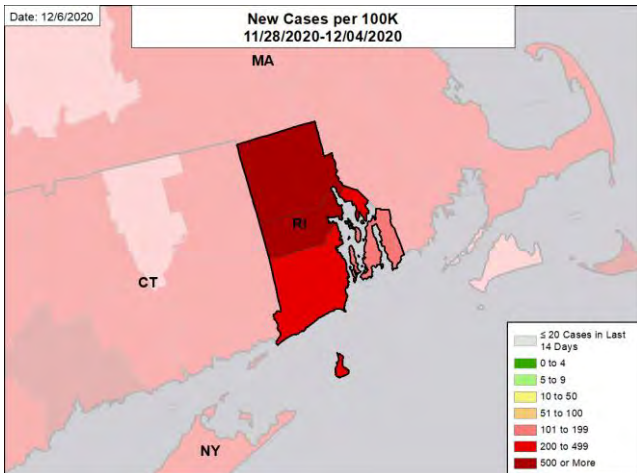 Date: 12/6/2020
New Cases per 100K
11/28/2020-12/04/2020
MA
RI
CT
NY
≤ 20 Cases in Last
14 Days
0 to 4
5 to 9
10 to 50
51 to 100
101 to 199
200 to 499
500 or More